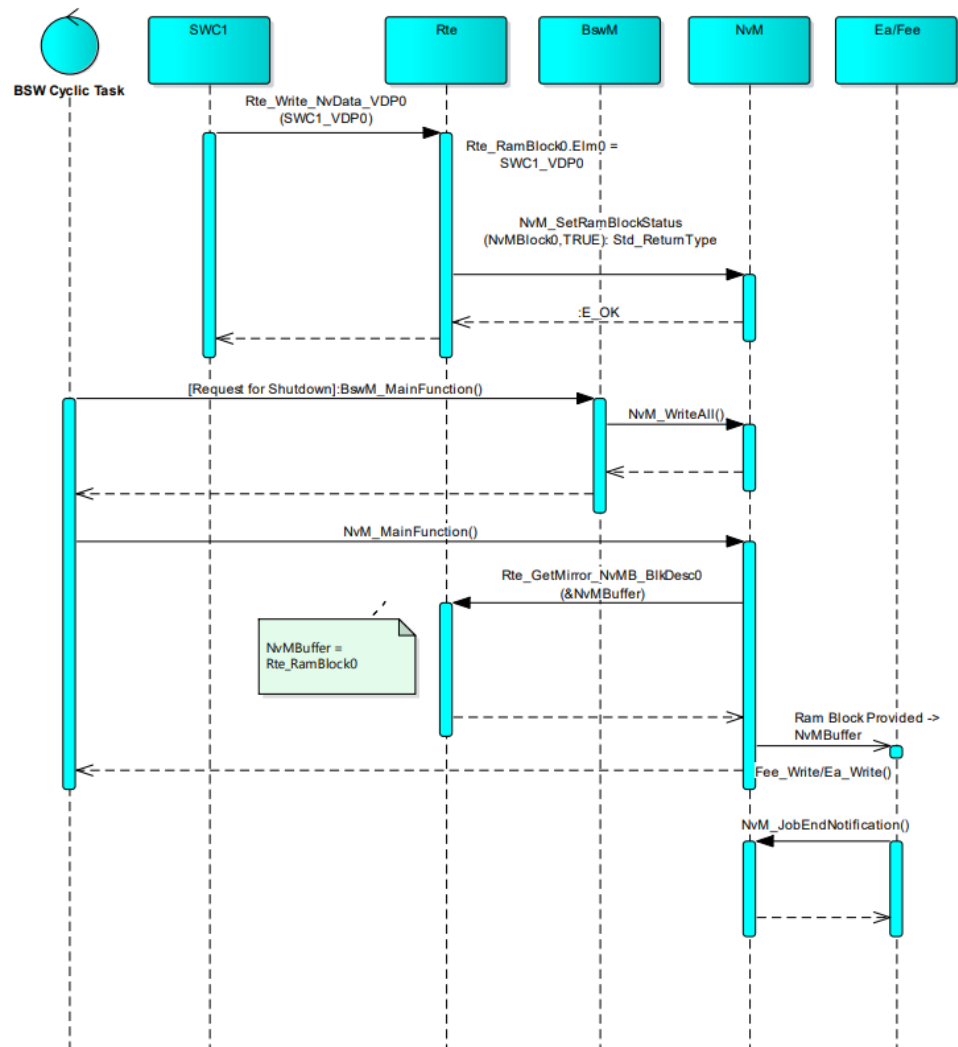 SWC1
Rte
BswM
NvM
Ea/Fee
BSW Cyclic Task
Rte_Write_NvData_VDP0
(SWC1_VDP0)
Rte_RamBlock0.Elm0 =
SWC1_VDP0
NvM_SetRamBlockStatus
(NvMBlock0,TRUE): Std_ReturnType
:E_OK
[Request for Shutdown]:BswM_MainFunction()
NvM_WriteAll()
NvM_MainFunction()
Rte_GetMirror_NvMB_BlkDesc0
(&NvMBuffer)
NvMBuffer =
Rte_RamBlock0
Ram Block Provided ->
NvMBuffer
Fee_Write/Ea_Write()
NvM_JobEndNotification()